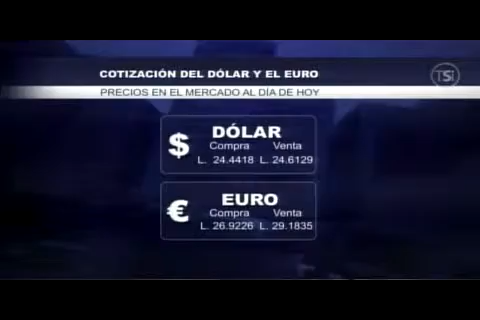 COTIZACIÓN DEL DÓLAR Y EL EURO
TSi
PRECIOS EN EL MERCADO AL DÍA DE HOY
$ DÓLAR
Compra Venta
L. 24.4418 L. 24.6129
€ EURO
Compra Venta
L. 26.9226 L. 29.1835